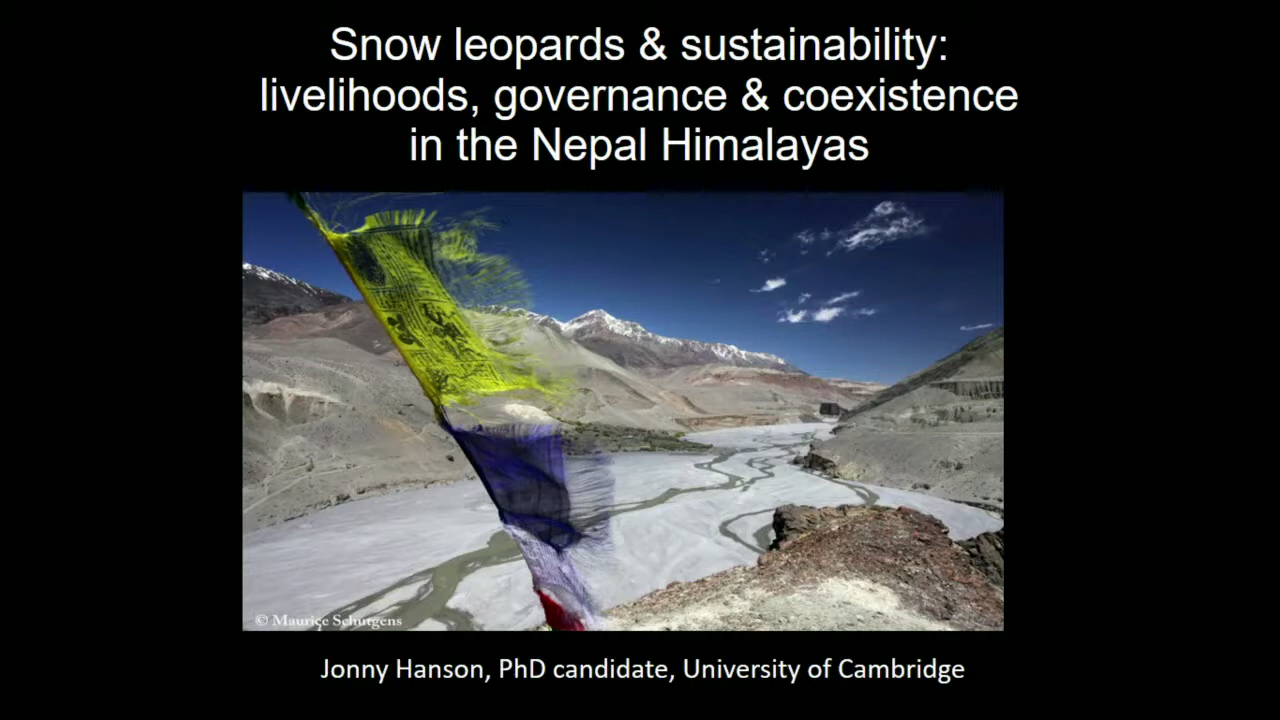 Snow leopards & sustainability:
livelihoods, governance & coexistence
in the Nepal Himalayas
© Maurice Schutgens
Jonny Hanson, PhD candidate, University of Cambridge